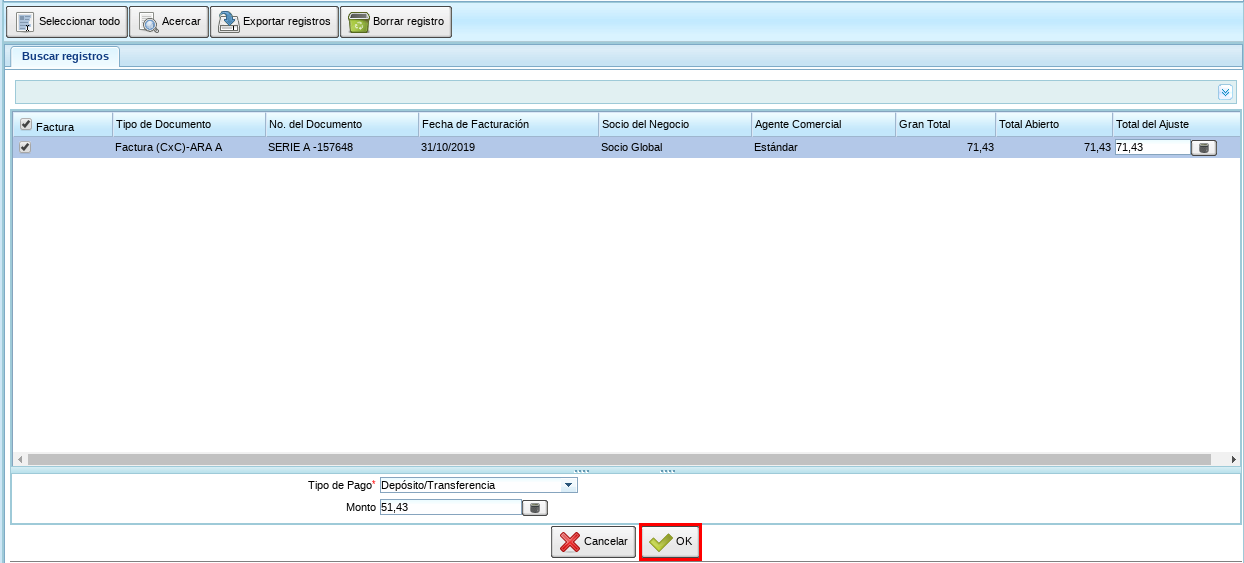 Seleccionar todo Acercar Exportar registros Borrar registro
Buscar registros
Factura Tipo de Documento No. del Documento Fecha de Facturación Socio del Negocio Agente Comercial Gran Total Total Abierto Total del Ajuste
Factura (CxC)-ARA A SERIE A -157648 31/10/2019 Socio Global Estándar 71,43 71,43 71,43
Tipo de Pago* Depósito/Transferencia
Monto 51,43
Cancelar OK